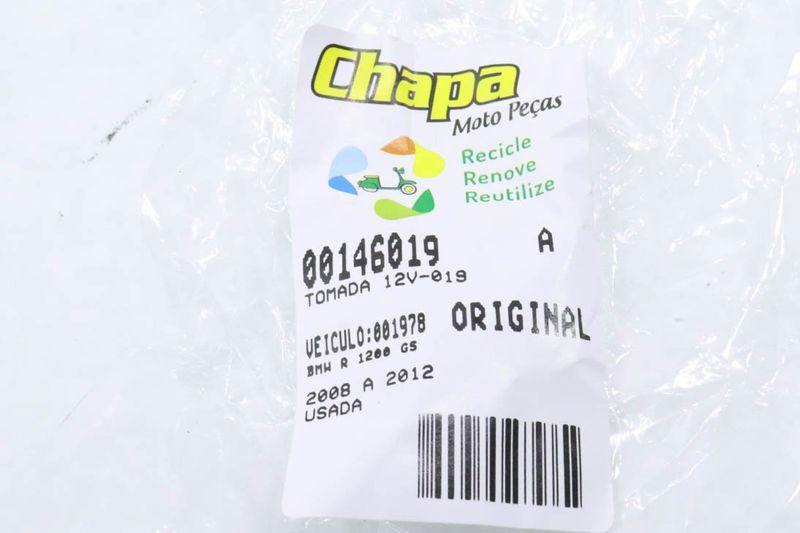 Chapa
Moto Peças
Recicle
Renove
Reutilize
00146019 A
TOMADA 12V-019
VEICULO:001978 ORIGINAL
BMW R 1200 GS
2008 A 2012
USADA